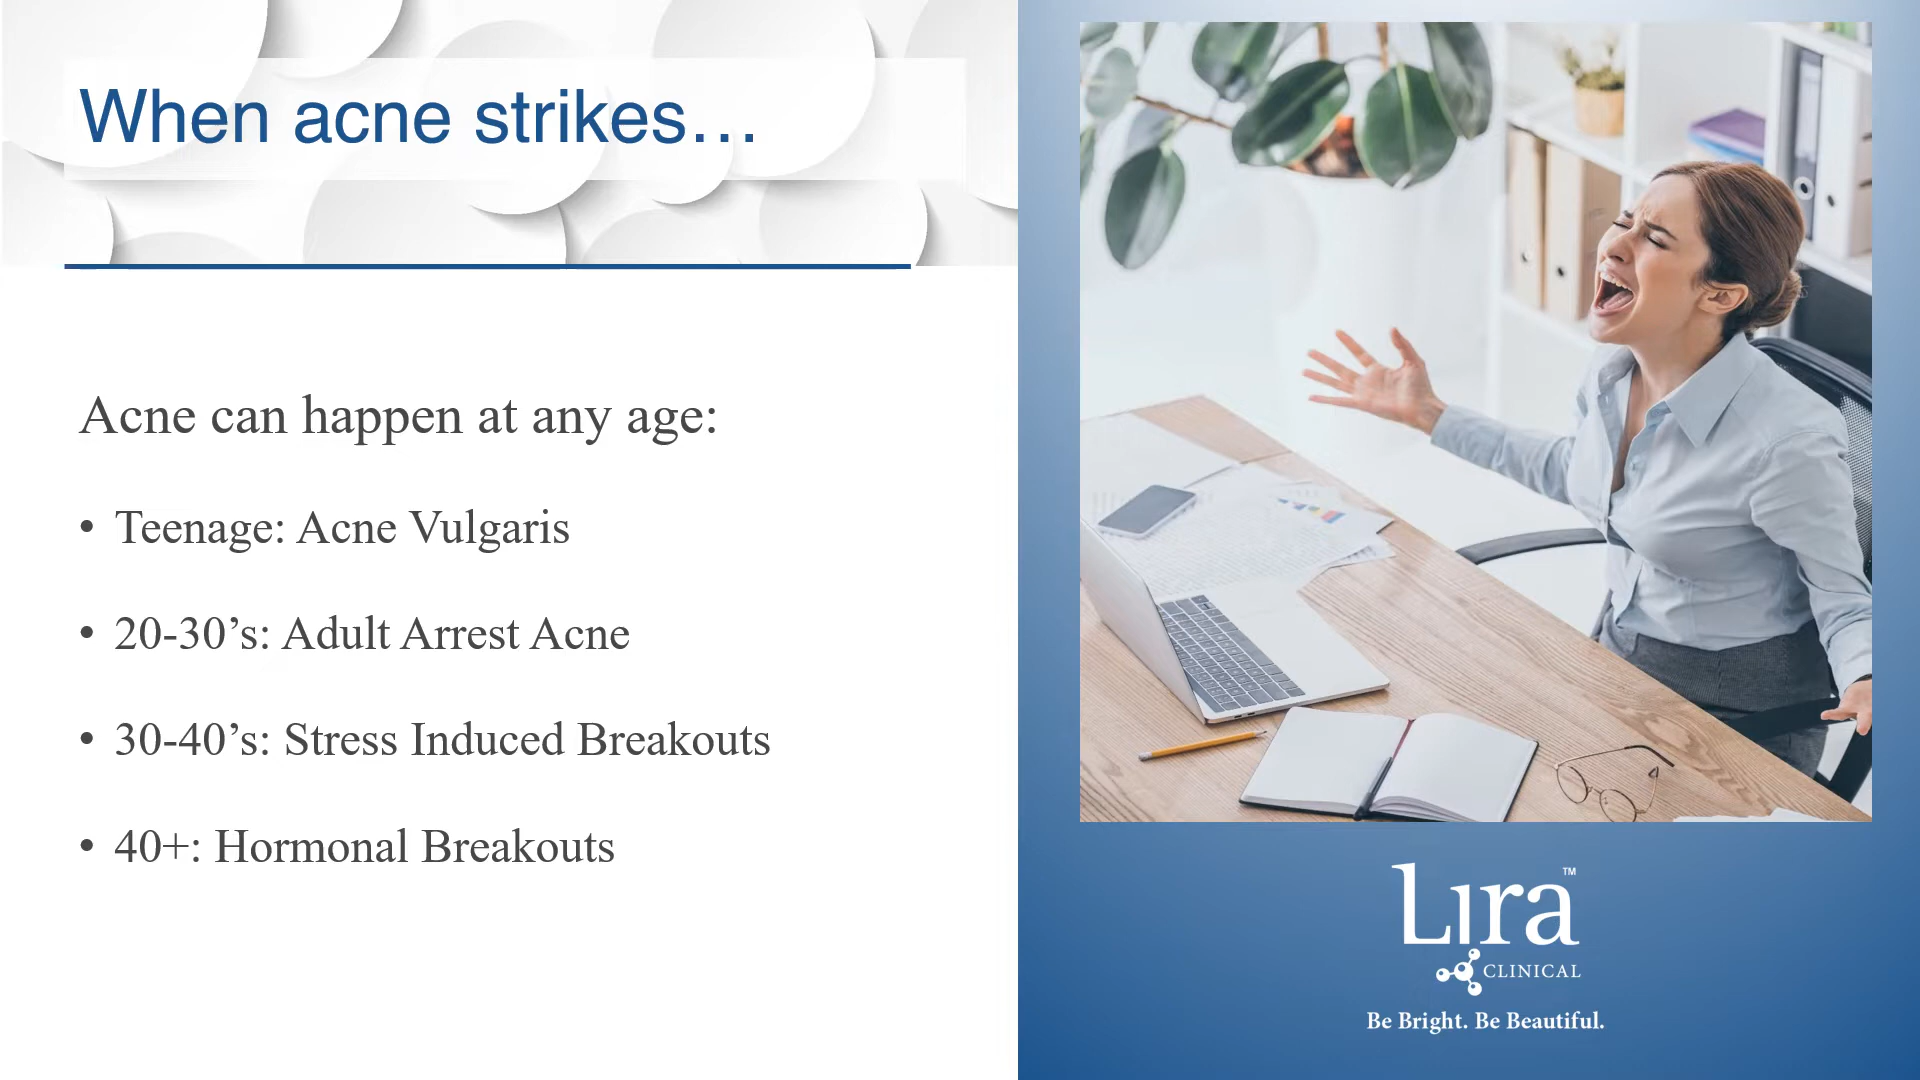 When acne strikes…
Acne can happen at any age:
• Teenage: Acne Vulgaris
• 20-30’s: Adult Arrest Acne
• 30-40’s: Stress Induced Breakouts
• 40+: Hormonal Breakouts
Lira™
CLINICAL
Be Bright. Be Beautiful.